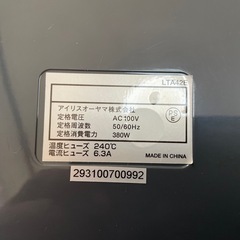 LTA42E
アイリスオーヤマ株式会社
定格電圧 AC100V
定格周波数 50/60Hz
定格消費電力 380W
温度ヒューズ 240℃
電流ヒューズ 6.3A
MADE IN CHINA
293100700992